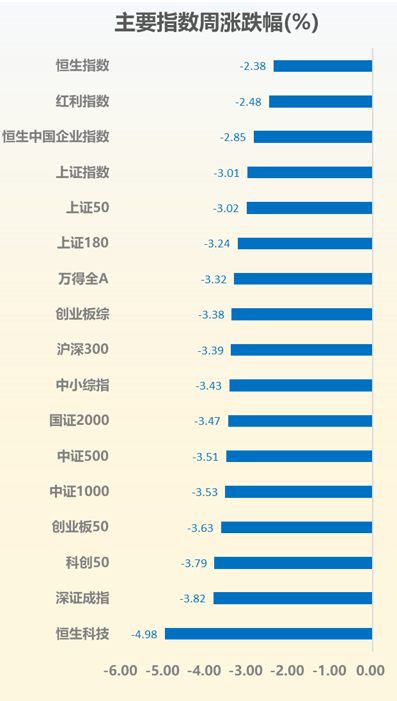 主要指数周涨跌幅(%)
恒生指数 -2.38
红利指数 -2.48
恒生中国企业指数 -2.85
上证指数 -3.01
上证50 -3.02
上证180 -3.24
万得全A -3.32
创业板综 -3.38
沪深300 -3.39
中小综指 -3.43
国证2000 -3.47
中证500 -3.51
中证1000 -3.53
创业板50 -3.63
科创50 -3.79
深证成指 -3.82
恒生科技 -4.98
-6.00 -5.00 -4.00 -3.00 -2.00 -1.00 0.00